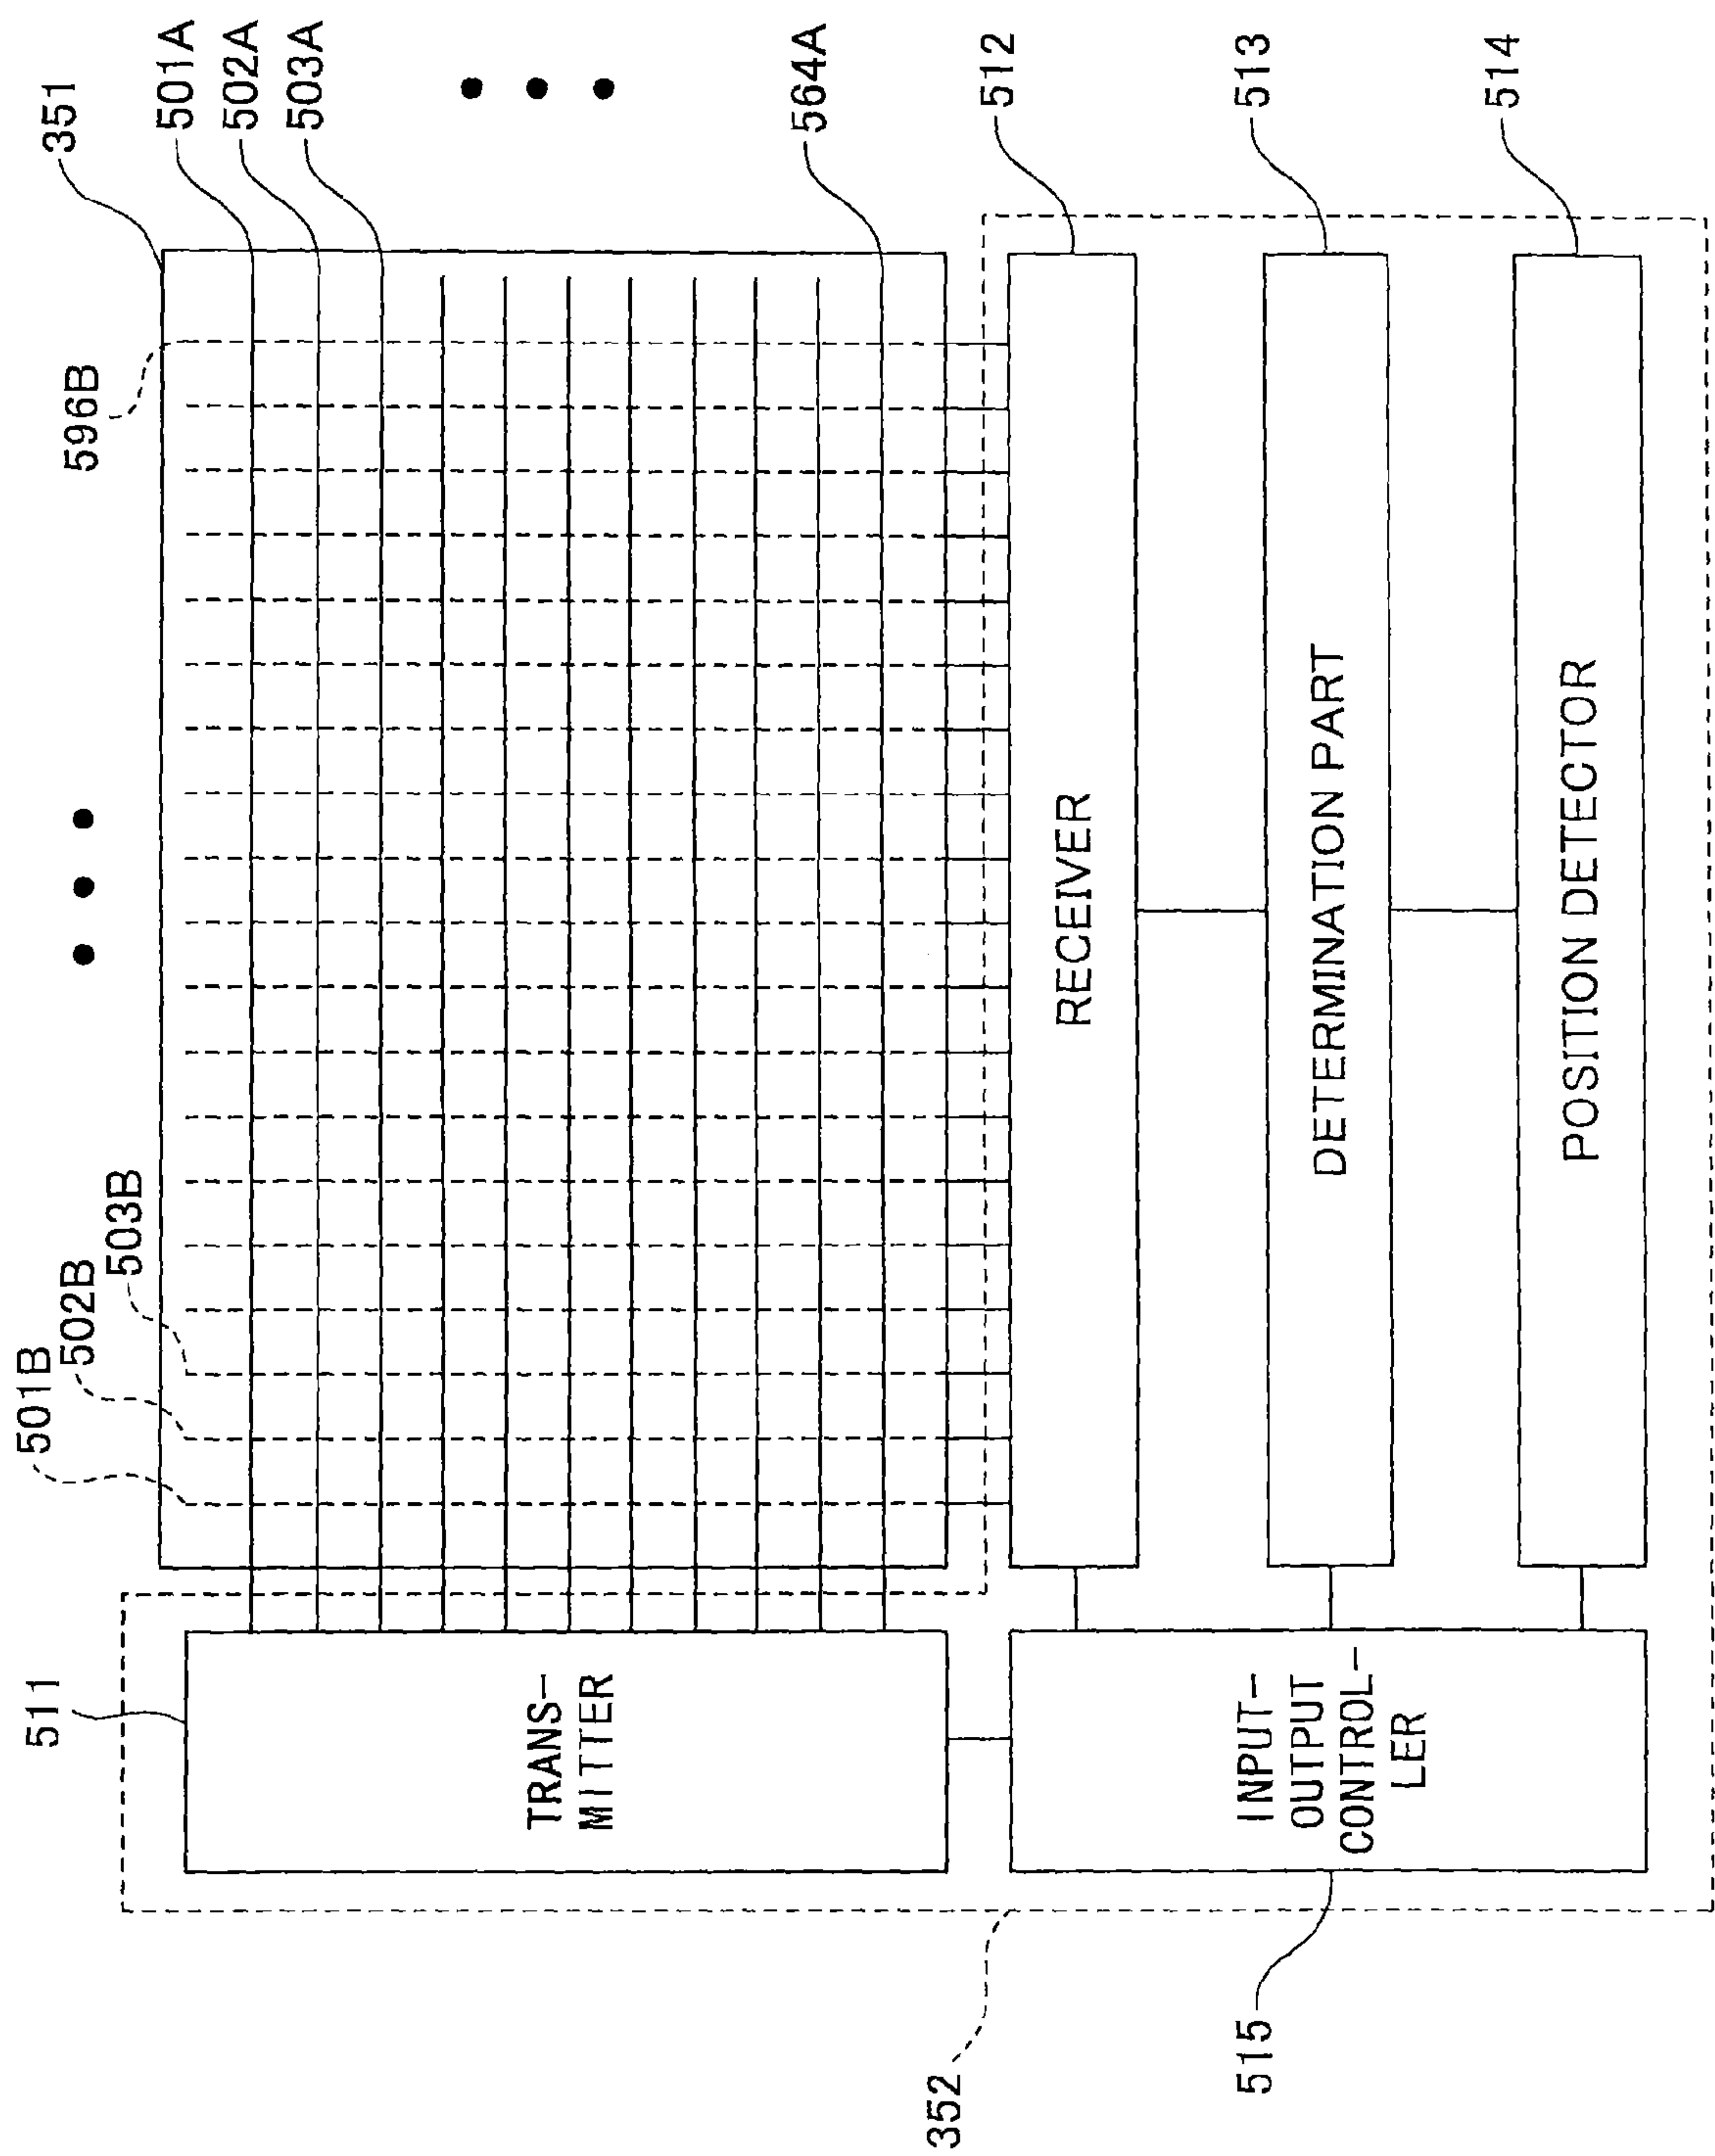 351
501A
502A
503A
564A
596B
501B
502B
503B
511
TRANS-
MITTER
512
RECEIVER
513
DETERMINATION PART
514
POSITION DETECTOR
INPUT-
OUTPUT
CONTROL-
LER
352
515